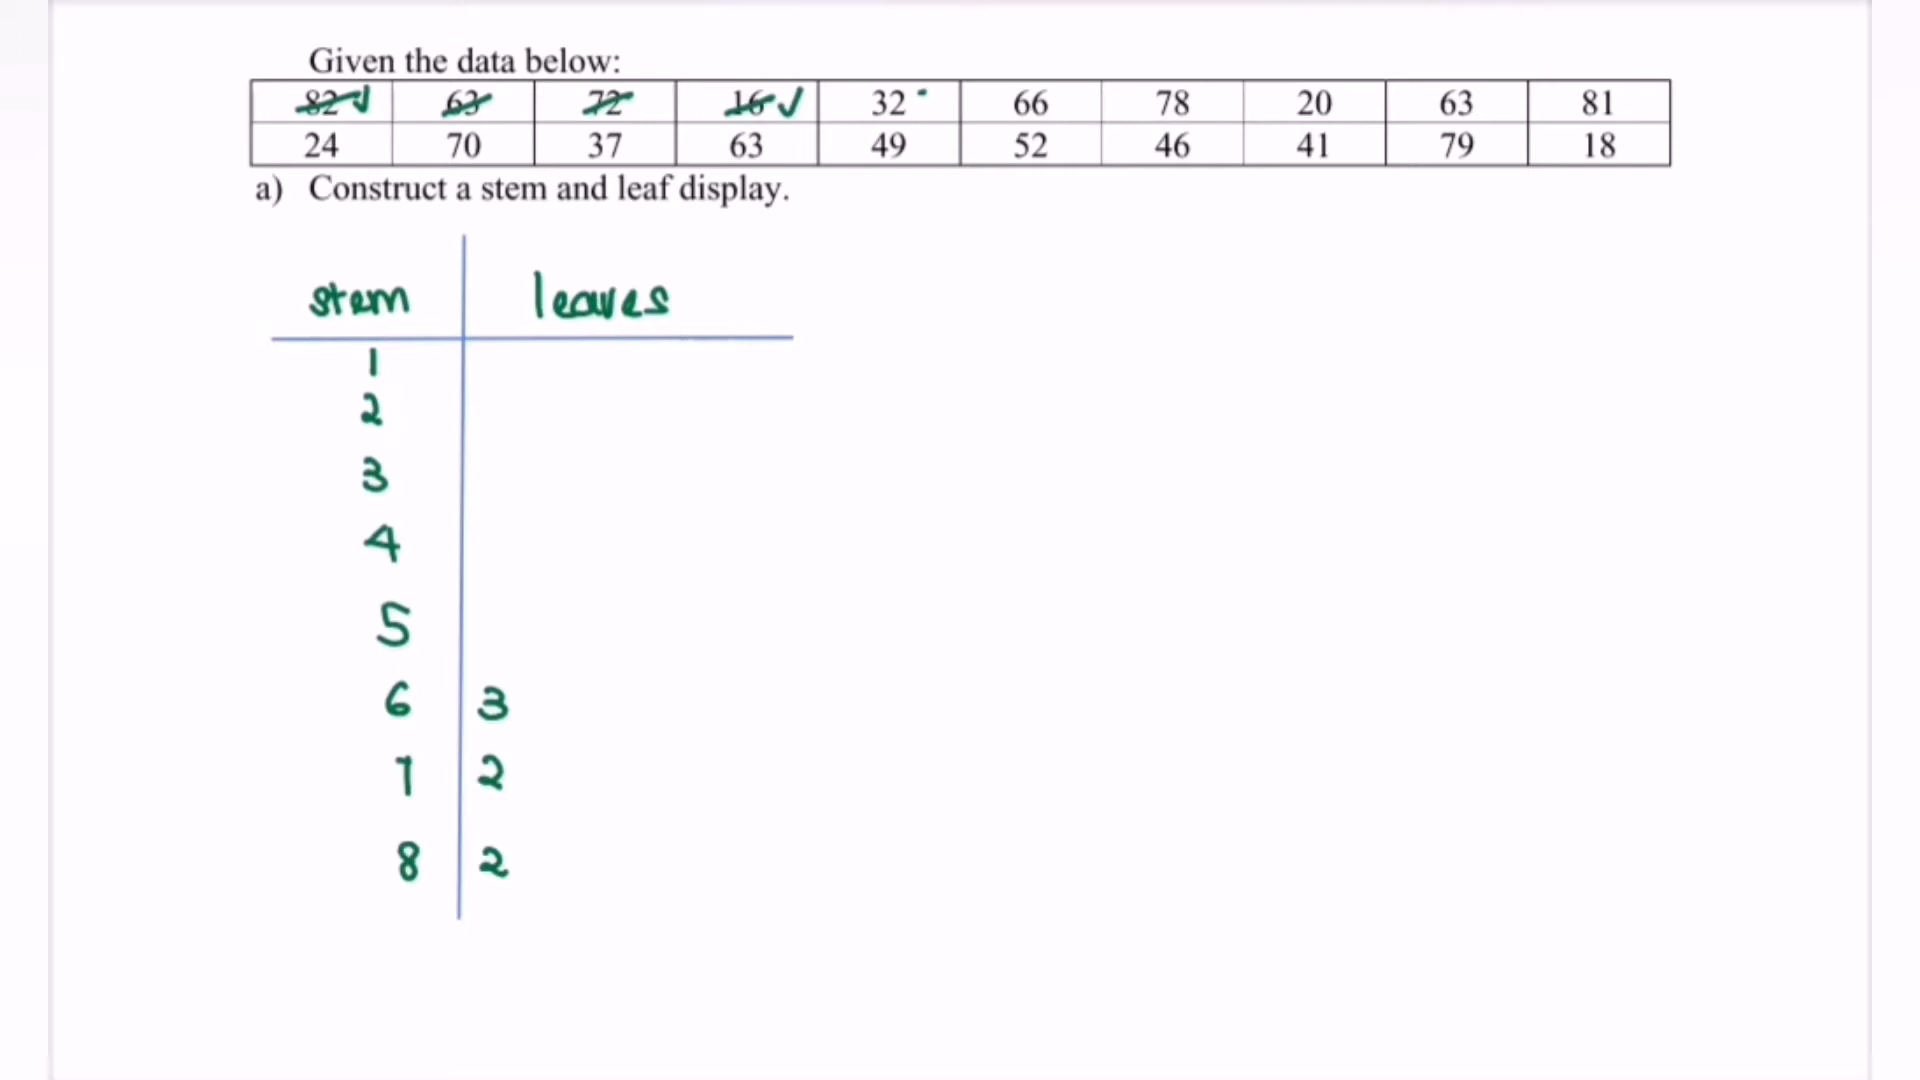 Given the data below:
82 63 72 16 32 66 78 20 63 81
24 70 37 63 49 52 46 41 79 18
a) Construct a stem and leaf display.
stem leaves
1
2
3
4
5
6 3
7 2
8 2